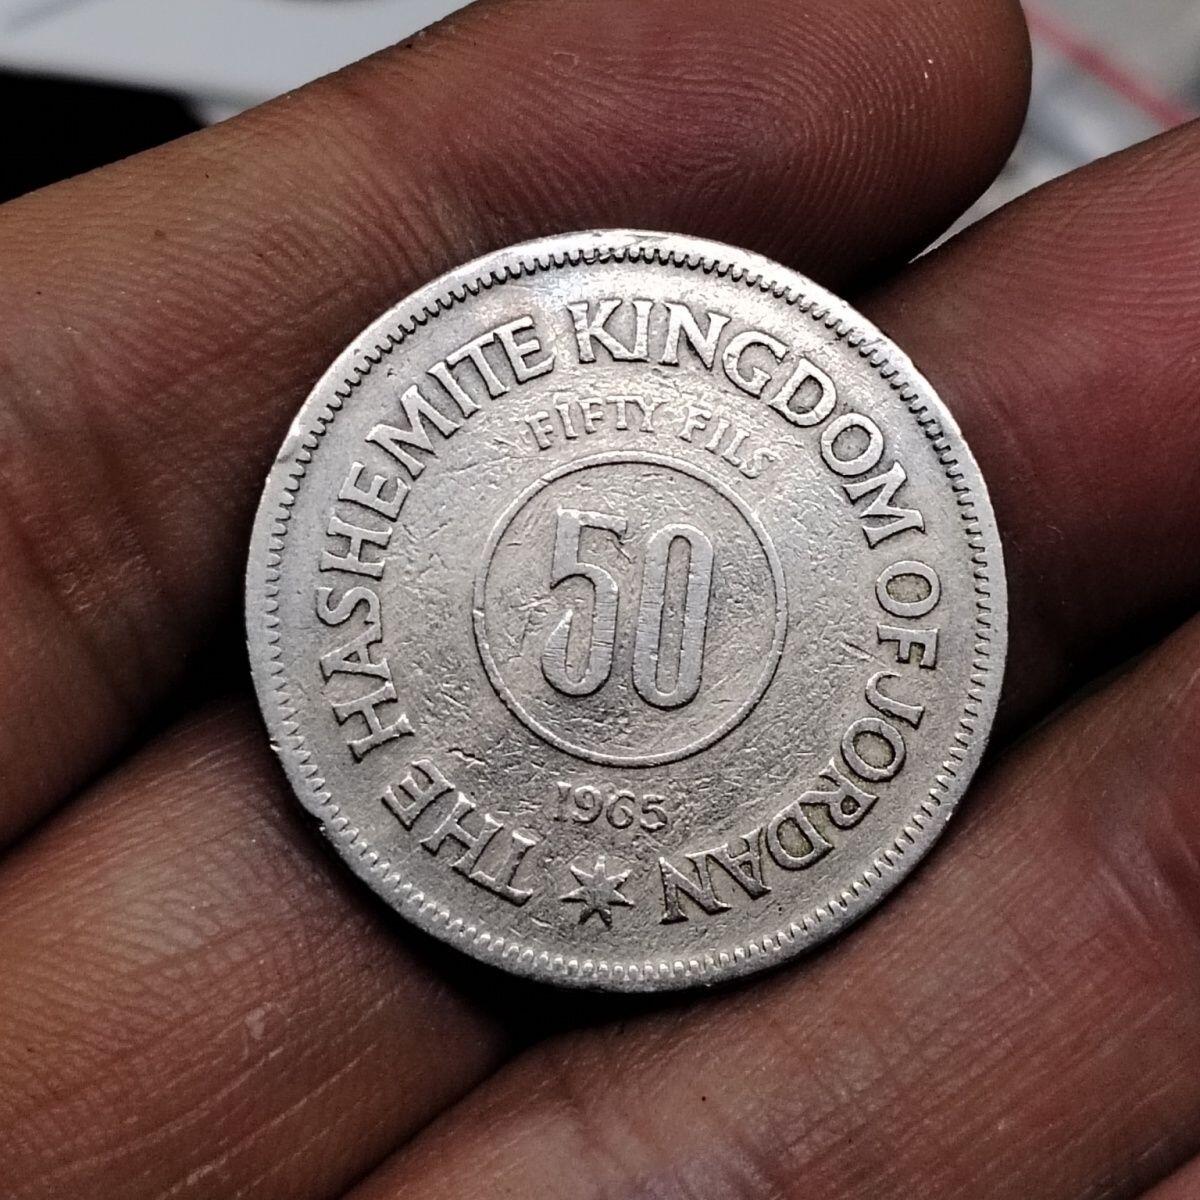 THE HASHEMITE KINGDOM OF JORDAN
FIFTY FILS
50
1965